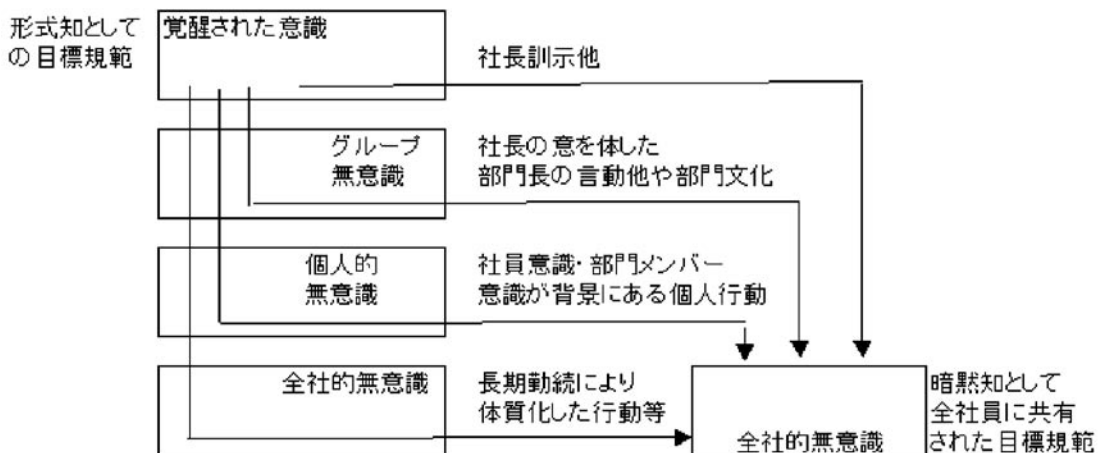 形式知として
の目標規範
覚醒された意識
社長訓示他
グループ
無意識
社長の意を体した
部門長の言動他や部門文化
個人的
無意識
社員意識・部門メンバー
意識が背景にある個人行動
全社的無意識
長期勤続により
体質化した行動等
全社的無意識
暗黙知として
全社員に共有
された目標規範